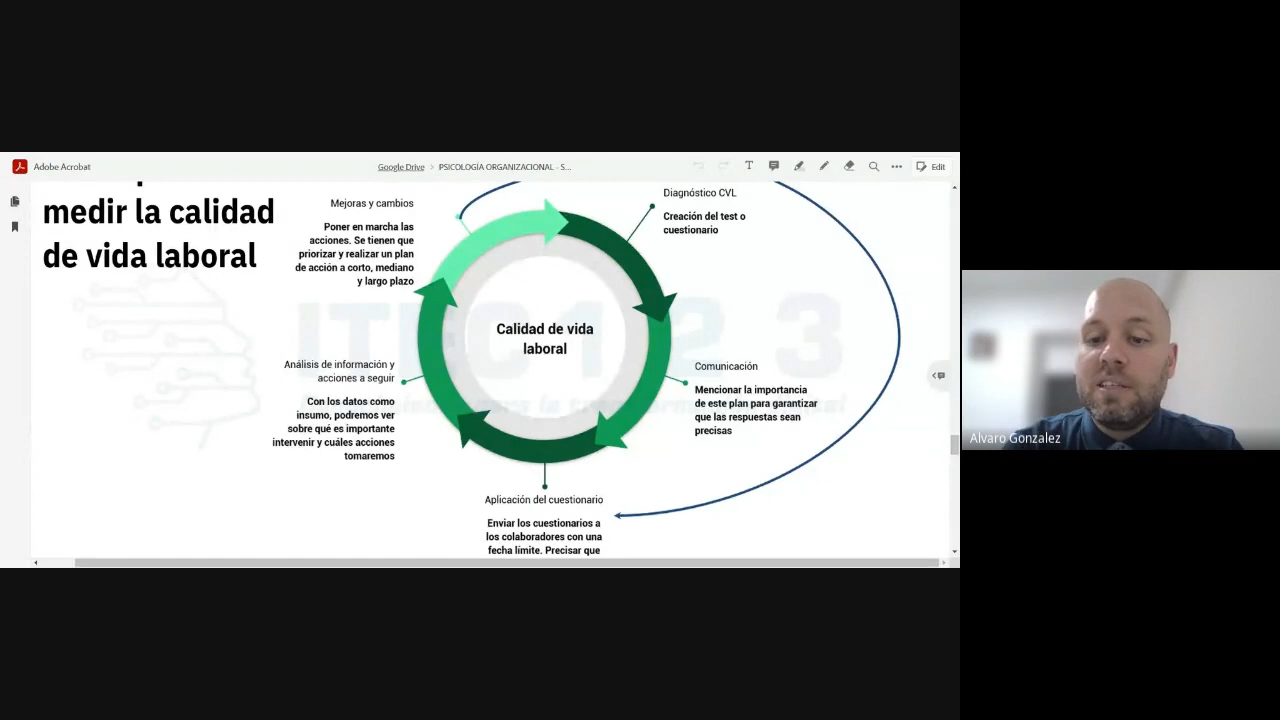 Adobe Acrobat
Google Drive > PSICOLOGÍA ORGANIZACIONAL - S...
Edit
medir la calidad
de vida laboral
Mejoras y cambios
Poner en marcha las
acciones. Se tienen que
priorizar y realizar un plan
de acción a corto, mediano
y largo plazo
Diagnóstico CVL
Creación del test o
cuestionario
Calidad de vida
laboral
Análisis de información y
acciones a seguir
Con los datos como
insumo, podremos ver
sobre qué es importante
intervenir y cuáles acciones
tomaremos
Comunicación
Mencionar la importancia
de este plan para garantizar
que las respuestas sean
precisas
Aplicación del cuestionario
Enviar los cuestionarios a
los colaboradores con una
fecha límite. Precisar que
Alvaro Gonzalez